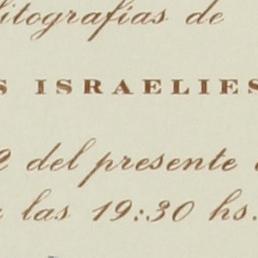 litografías de
S ISRAELIES
2 del presente
las 19:30 hs.